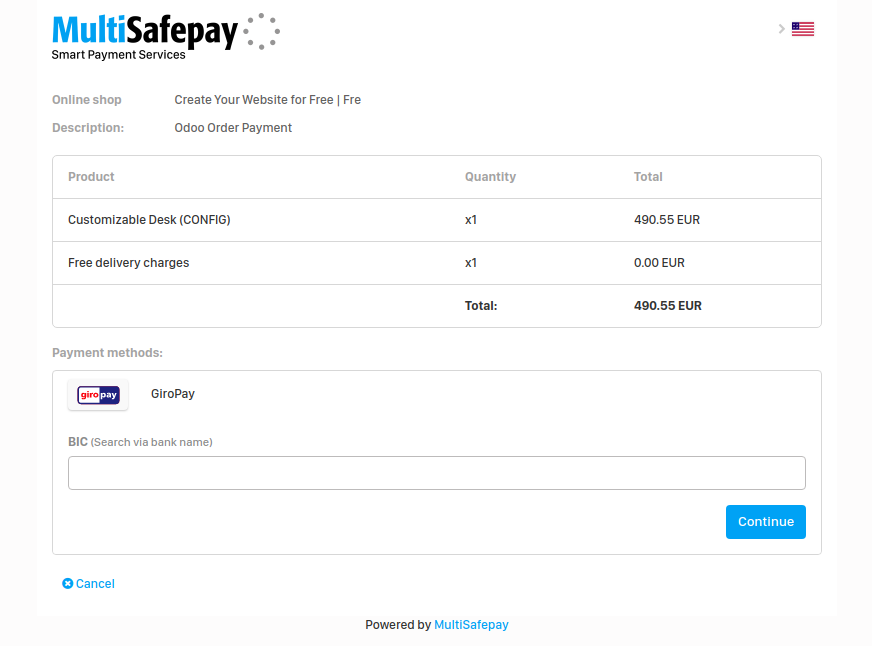 MultiSafepay
Smart Payment Services
Online shop Create Your Website for Free | Fre
Description: Odoo Order Payment
Product Quantity Total
Customizable Desk (CONFIG) x1 490.55 EUR
Free delivery charges x1 0.00 EUR
Total: 490.55 EUR
Payment methods:
giropay GiroPay
BIC (Search via bank name)
Continue
Cancel
Powered by MultiSafepay